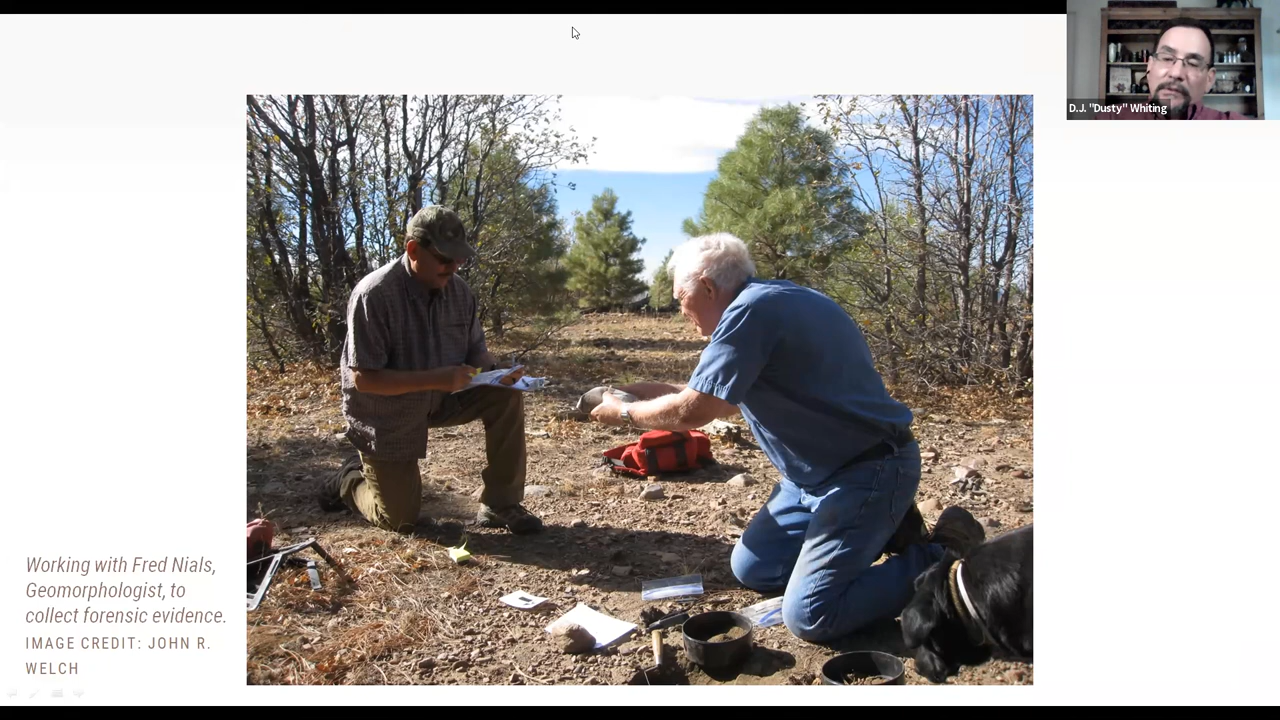 D.J. "Dusty" Whiting
Working with Fred Nials,
Geomorphologist, to
collect forensic evidence.
IMAGE CREDIT: JOHN R.
WELCH